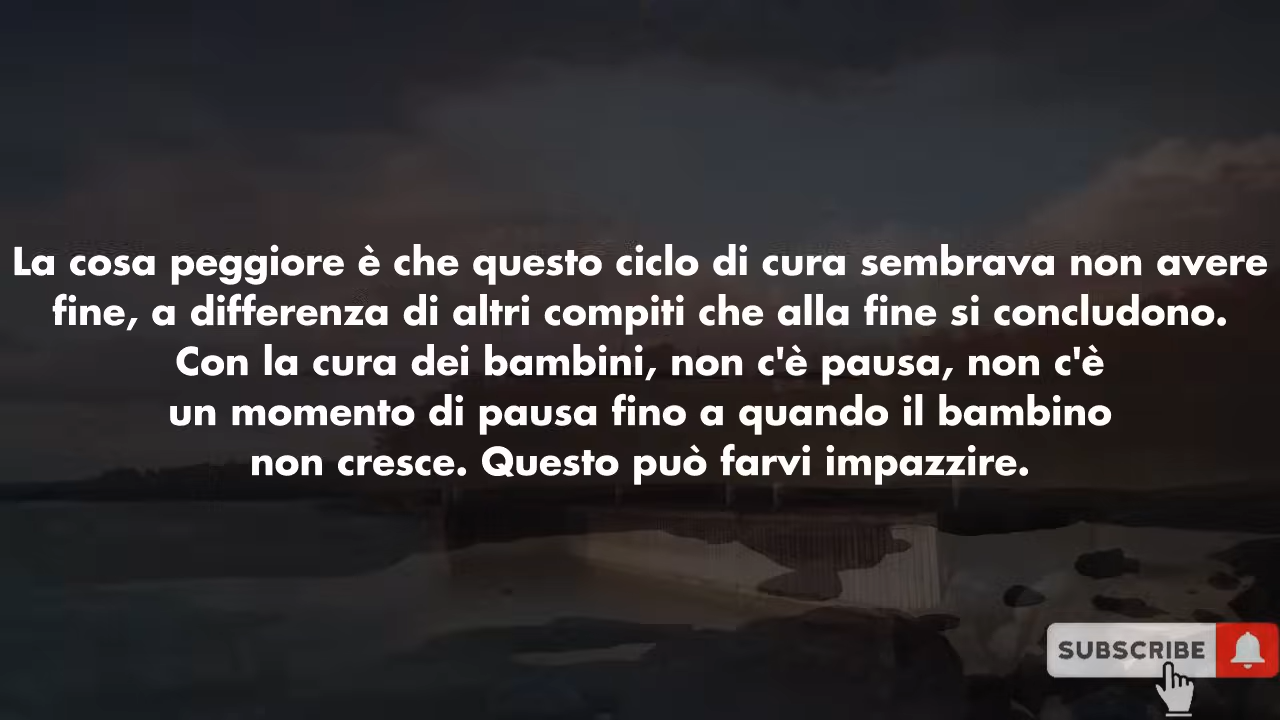 La cosa peggiore è che questo ciclo di cura sembrava non avere
fine, a differenza di altri compiti che alla fine si concludono.
Con la cura dei bambini, non c'è pausa, non c'è
un momento di pausa fino a quando il bambino
non cresce. Questo può farvi impazzire.
SUBSCRIBE